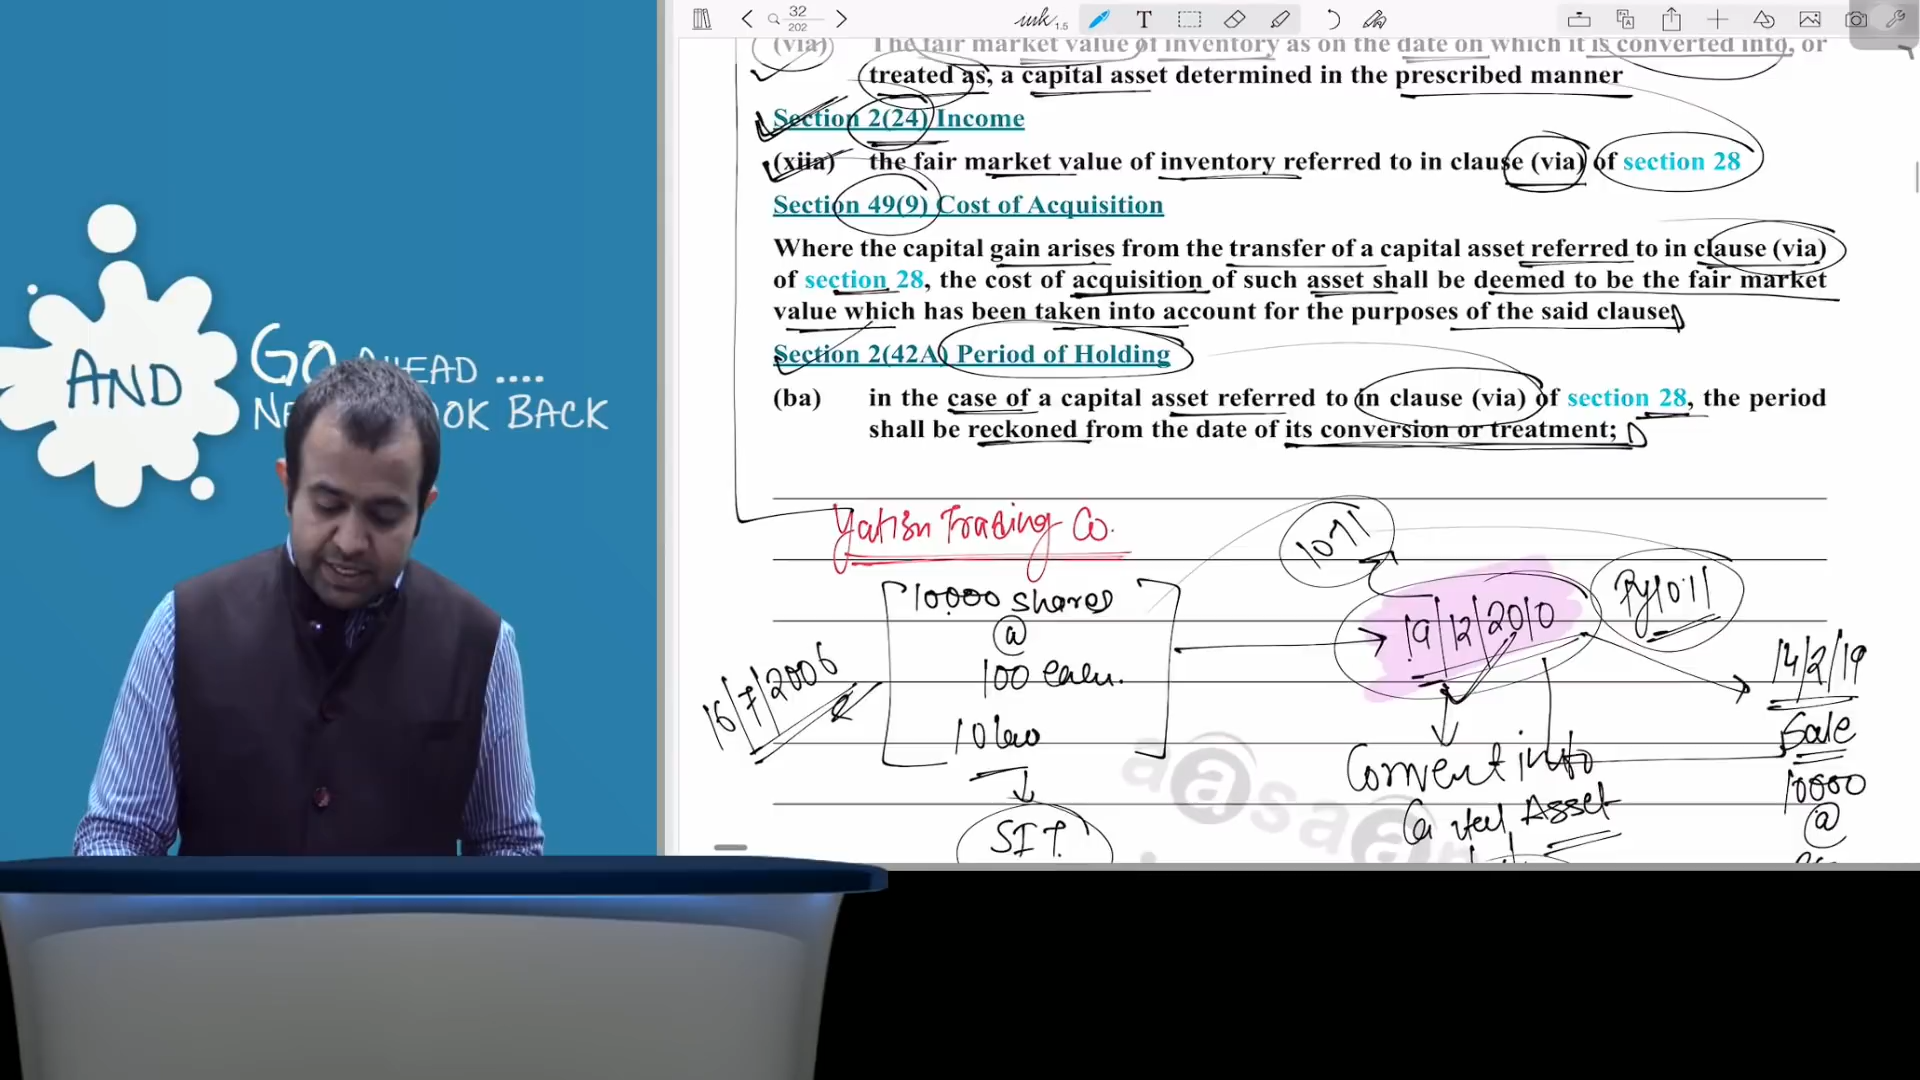 32
202
ink 1.5
T
(via) The fair market value of inventory as on the date on which it is converted into, or
treated as, a capital asset determined in the prescribed manner
Section 2(24) Income
(xiia) the fair market value of inventory referred to in clause (via) of section 28
Section 49(9) Cost of Acquisition
Where the capital gain arises from the transfer of a capital asset referred to in clause (via)
of section 28, the cost of acquisition of such asset shall be deemed to be the fair market
value which has been taken into account for the purposes of the said clause
Section 2(42A) Period of Holding
(ba) in the case of a capital asset referred to in clause (via) of section 28, the period
shall be reckoned from the date of its conversion or treatment;
AND
GO AHEAD ....
BACK
Yatish Trading Co.
10000 shares
@
100 each.
16/7/2006
19/12/2010
PY 10-11
14/2/19
Sale
10000
@
Convert into
Asset
SIT